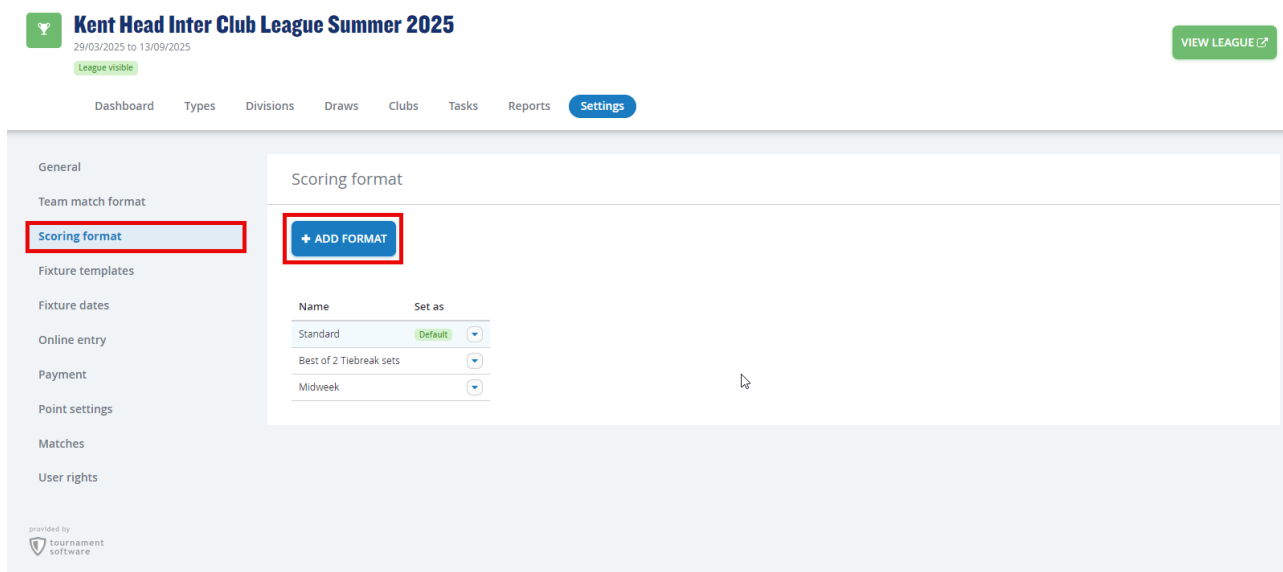 Kent Head Inter Club League Summer 2025
29/03/2025 to 13/09/2025
League visible
VIEW LEAGUE
Dashboard Types Divisions Draws Clubs Tasks Reports Settings
General
Team match format
Scoring format
Fixture templates
Fixture dates
Online entry
Payment
Point settings
Matches
User rights
provided by
tournament
software
Scoring format
+ ADD FORMAT
Name Set as
Standard Default
Best of 2 Tiebreak sets
Midweek